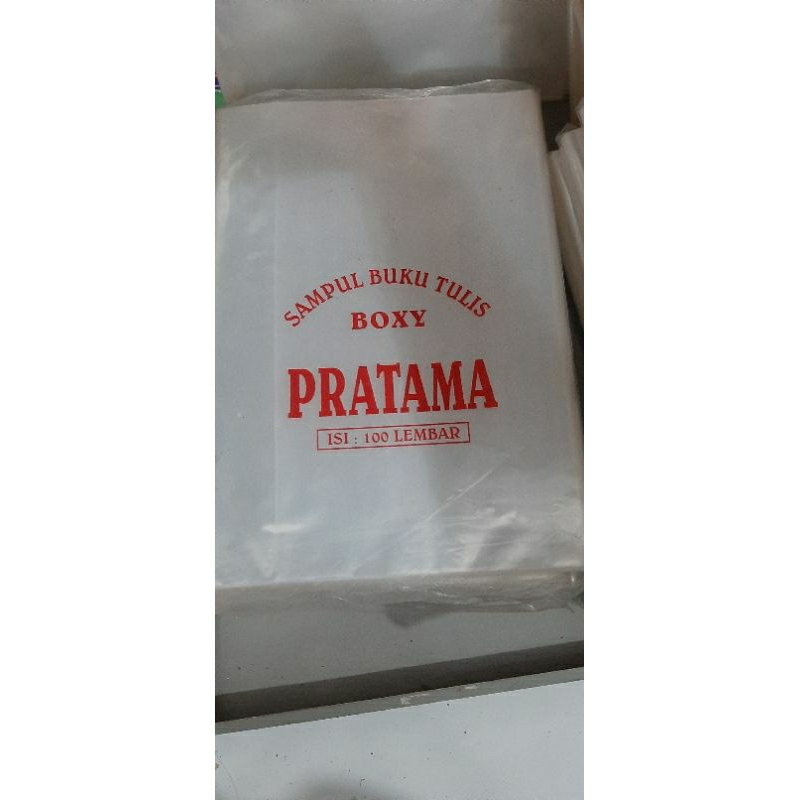 SAMPUL BUKU TULIS
BOXY
PRATAMA
ISI : 100 LEMBAR